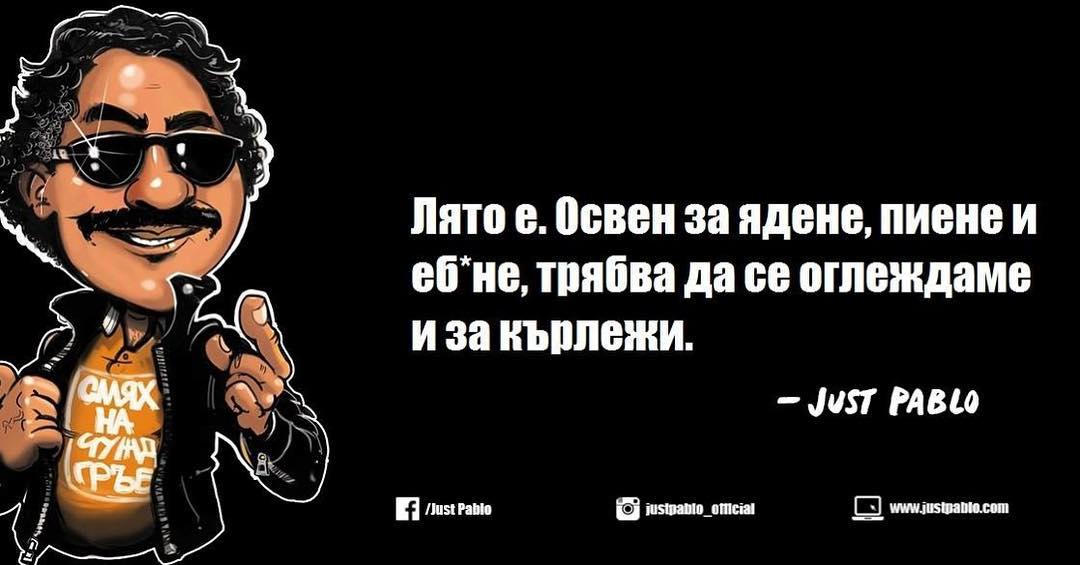 Лято е. Освен за ядене, пиене и
еб*не, трябва да се оглеждаме
и за кърлежи.
– JUST PABLO
СМЯХ
НА
ЧУЖД
ГРЪБ
/Just Pablo
justpablo_official
www.justpablo.com